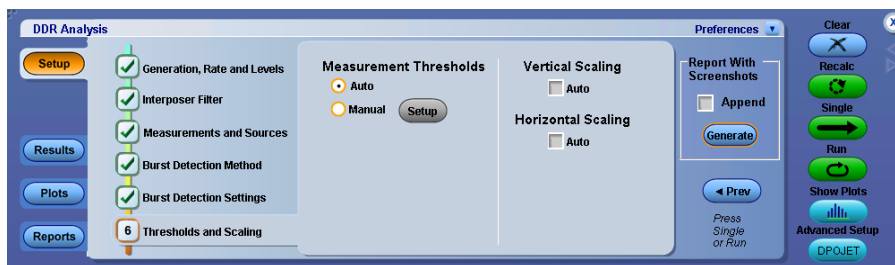 DDR Analysis
Preferences
Setup
Results
Plots
Reports
Generation, Rate and Levels
Interposer Filter
Measurements and Sources
Burst Detection Method
Burst Detection Settings
6 Thresholds and Scaling
Measurement Thresholds
Auto
Manual
Setup
Vertical Scaling
Auto
Horizontal Scaling
Auto
Report With
Screenshots
Append
Generate
Prev
Press
Single
or Run
Clear
Recalc
Single
Run
Show Plots
Advanced Setup
DPOJET